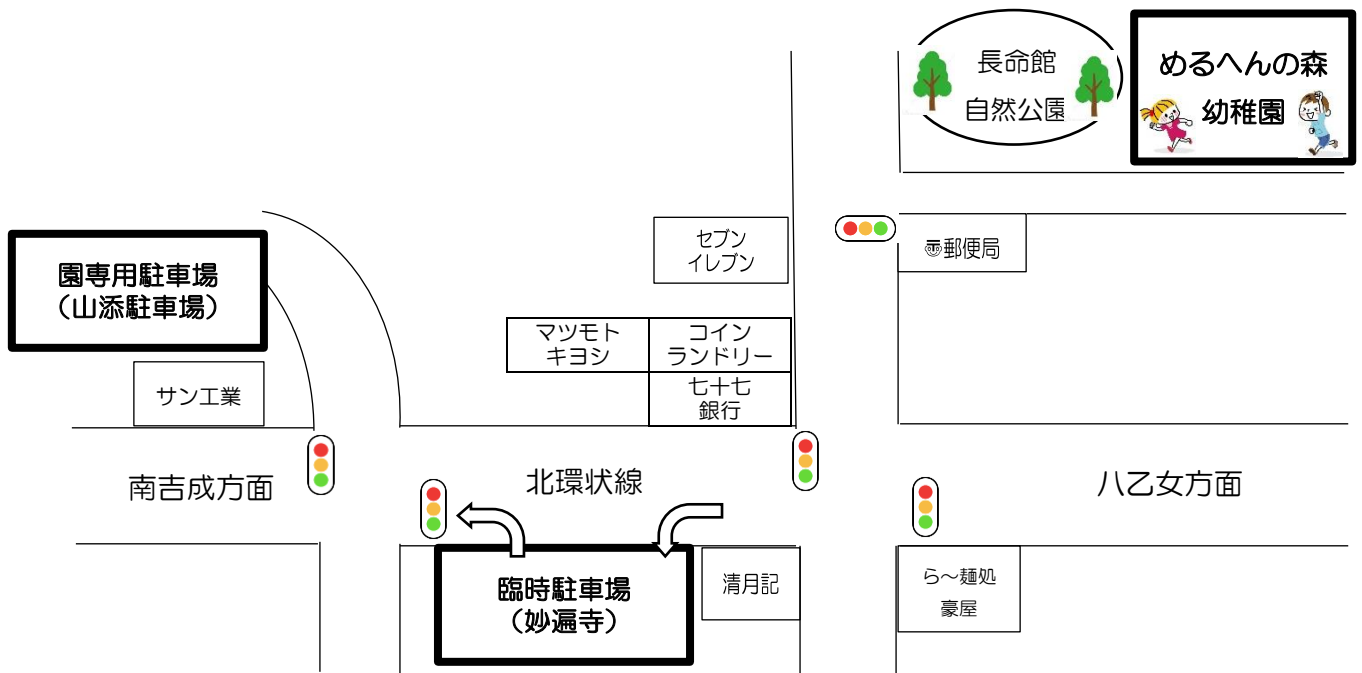 長命館
自然公園
めるへんの森
幼稚園
セブン
イレブン
〠郵便局
園専用駐車場
（山添駐車場）
マツモト
キヨシ
コイン
ランドリー
サン工業
七十七
銀行
南吉成方面
北環状線
八乙女方面
臨時駐車場
（妙遍寺）
清月記
ら～麺処
豪屋